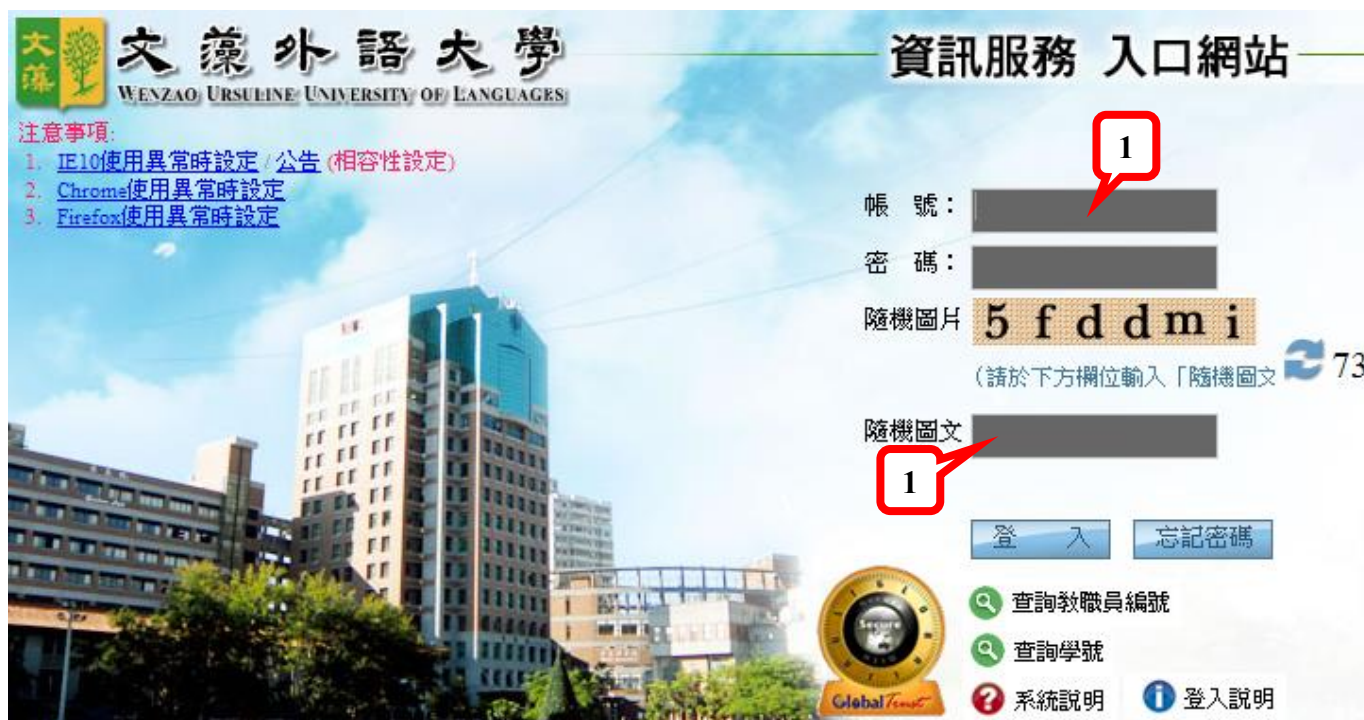 文藻
文藻外語大學
WENZAO URSULINE UNIVERSITY OF LANGUAGES
資訊服務 入口網站
注意事項:
1. IE10使用異常時設定 / 公告 (相容性設定)
2. Chrome使用異常時設定
3. Firefox使用異常時設定
1
帳 號：
密 碼：
隨機圖片 5 f d d m i
(請於下方欄位輸入「隨機圖文 73
隨機圖文
1
登 入 忘記密碼
查詢教職員編號
查詢學號
系統說明 登入說明
Secure
GlobalTrust